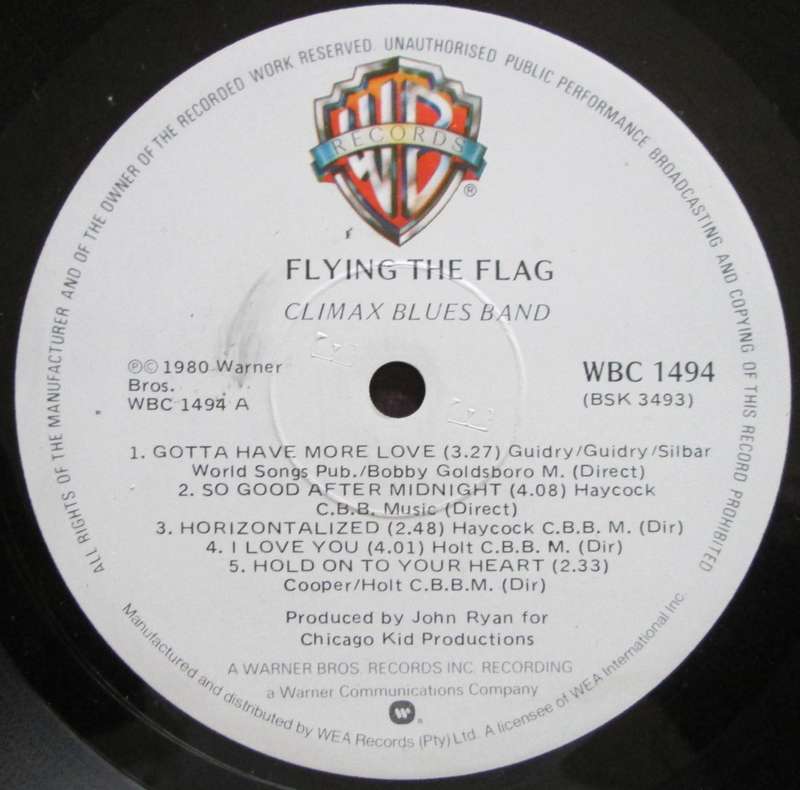 ALL RIGHTS OF THE MANUFACTURER AND OF THE OWNER OF THE RECORDED WORK RESERVED. UNAUTHORISED PUBLIC PERFORMANCE BROADCASTING AND COPYING OF THIS RECORD PROHIBITED
WB
RECORDS
®
FLYING THE FLAG
CLIMAX BLUES BAND
℗© 1980 Warner
Bros.
WBC 1494 A
WBC 1494
(BSK 3493)
1. GOTTA HAVE MORE LOVE (3.27) Guidry/Guidry/Silbar
World Songs Pub./Bobby Goldsboro M. (Direct)
2. SO GOOD AFTER MIDNIGHT (4.08) Haycock
C.B.B. Music (Direct)
3. HORIZONTALIZED (2.48) Haycock C.B.B. M. (Dir)
4. I LOVE YOU (4.01) Holt C.B.B. M. (Dir)
5. HOLD ON TO YOUR HEART (2.33)
Cooper/Holt C.B.B.M. (Dir)
Produced by John Ryan for
Chicago Kid Productions
A WARNER BROS. RECORDS INC. RECORDING
a Warner Communications Company
Manufactured and distributed by WEA Records (Pty) Ltd. A licensee of WEA International Inc.